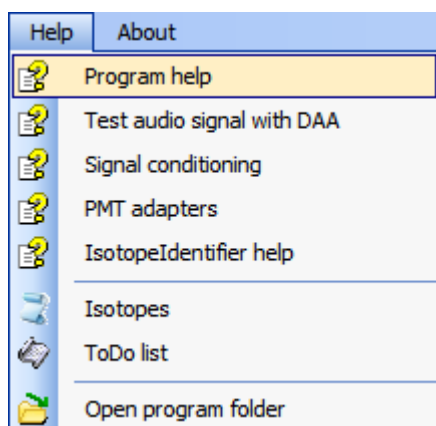 Help About
Program help
Test audio signal with DAA
Signal conditioning
PMT adapters
IsotopeIdentifier help
Isotopes
ToDo list
Open program folder